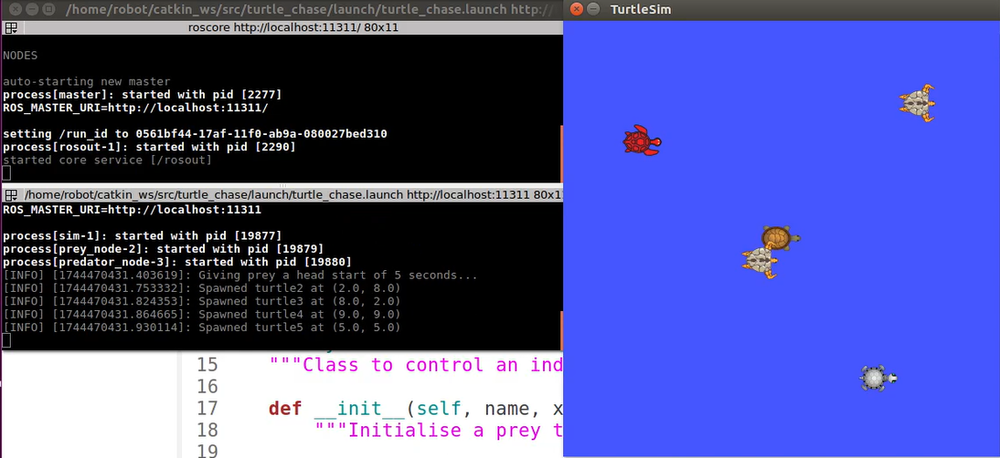 /home/robot/catkin_ws/src/turtle_chase/launch/turtle_chase.launch http://
roscore http://localhost:11311/ 80x11
NODES
auto-starting new master
process[master]: started with pid [2277]
ROS_MASTER_URI=http://localhost:11311/
setting /run_id to 0561bf44-17af-11f0-ab9a-080027bed310
process[rosout-1]: started with pid [2290]
started core service [/rosout]
/home/robot/catkin_ws/src/turtle_chase/launch/turtle_chase.launch http://localhost:11311 80x1
ROS_MASTER_URI=http://localhost:11311
process[sim-1]: started with pid [19877]
process[prey_node-2]: started with pid [19879]
process[predator_node-3]: started with pid [19880]
[INFO] [1744470431.403619]: Giving prey a head start of 5 seconds...
[INFO] [1744470431.753332]: Spawned turtle2 at (2.0, 8.0)
[INFO] [1744470431.824353]: Spawned turtle3 at (8.0, 2.0)
[INFO] [1744470431.864665]: Spawned turtle4 at (9.0, 9.0)
[INFO] [1744470431.930114]: Spawned turtle5 at (5.0, 5.0)
15 """Class to control an ind
16
17 def __init__(self, name, x
18 """Initialise a prey t
19
TurtleSim